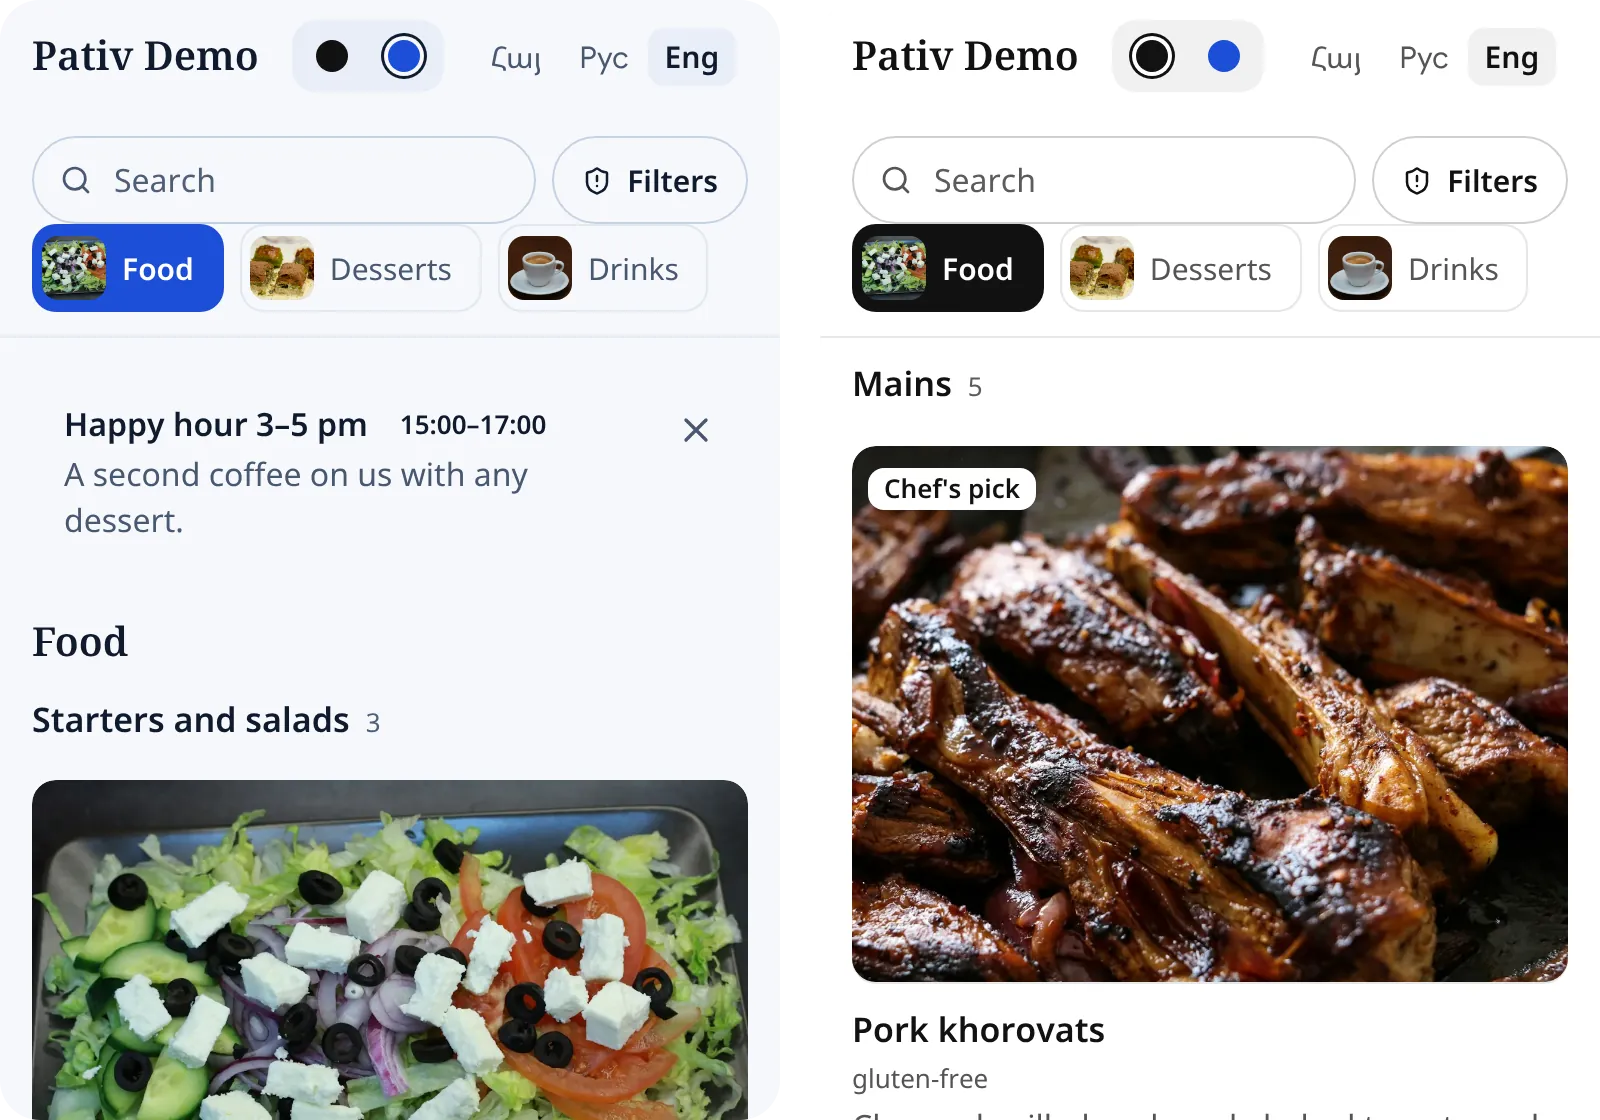 Pativ Demo
Հայ Рус Eng
Search
Filters
Food Desserts Drinks
Happy hour 3–5 pm 15:00–17:00
A second coffee on us with any
dessert.
Food
Starters and salads 3
Pativ Demo
Հայ Рус Eng
Search
Filters
Food Desserts Drinks
Mains 5
Chef's pick
Pork khorovats
gluten-free